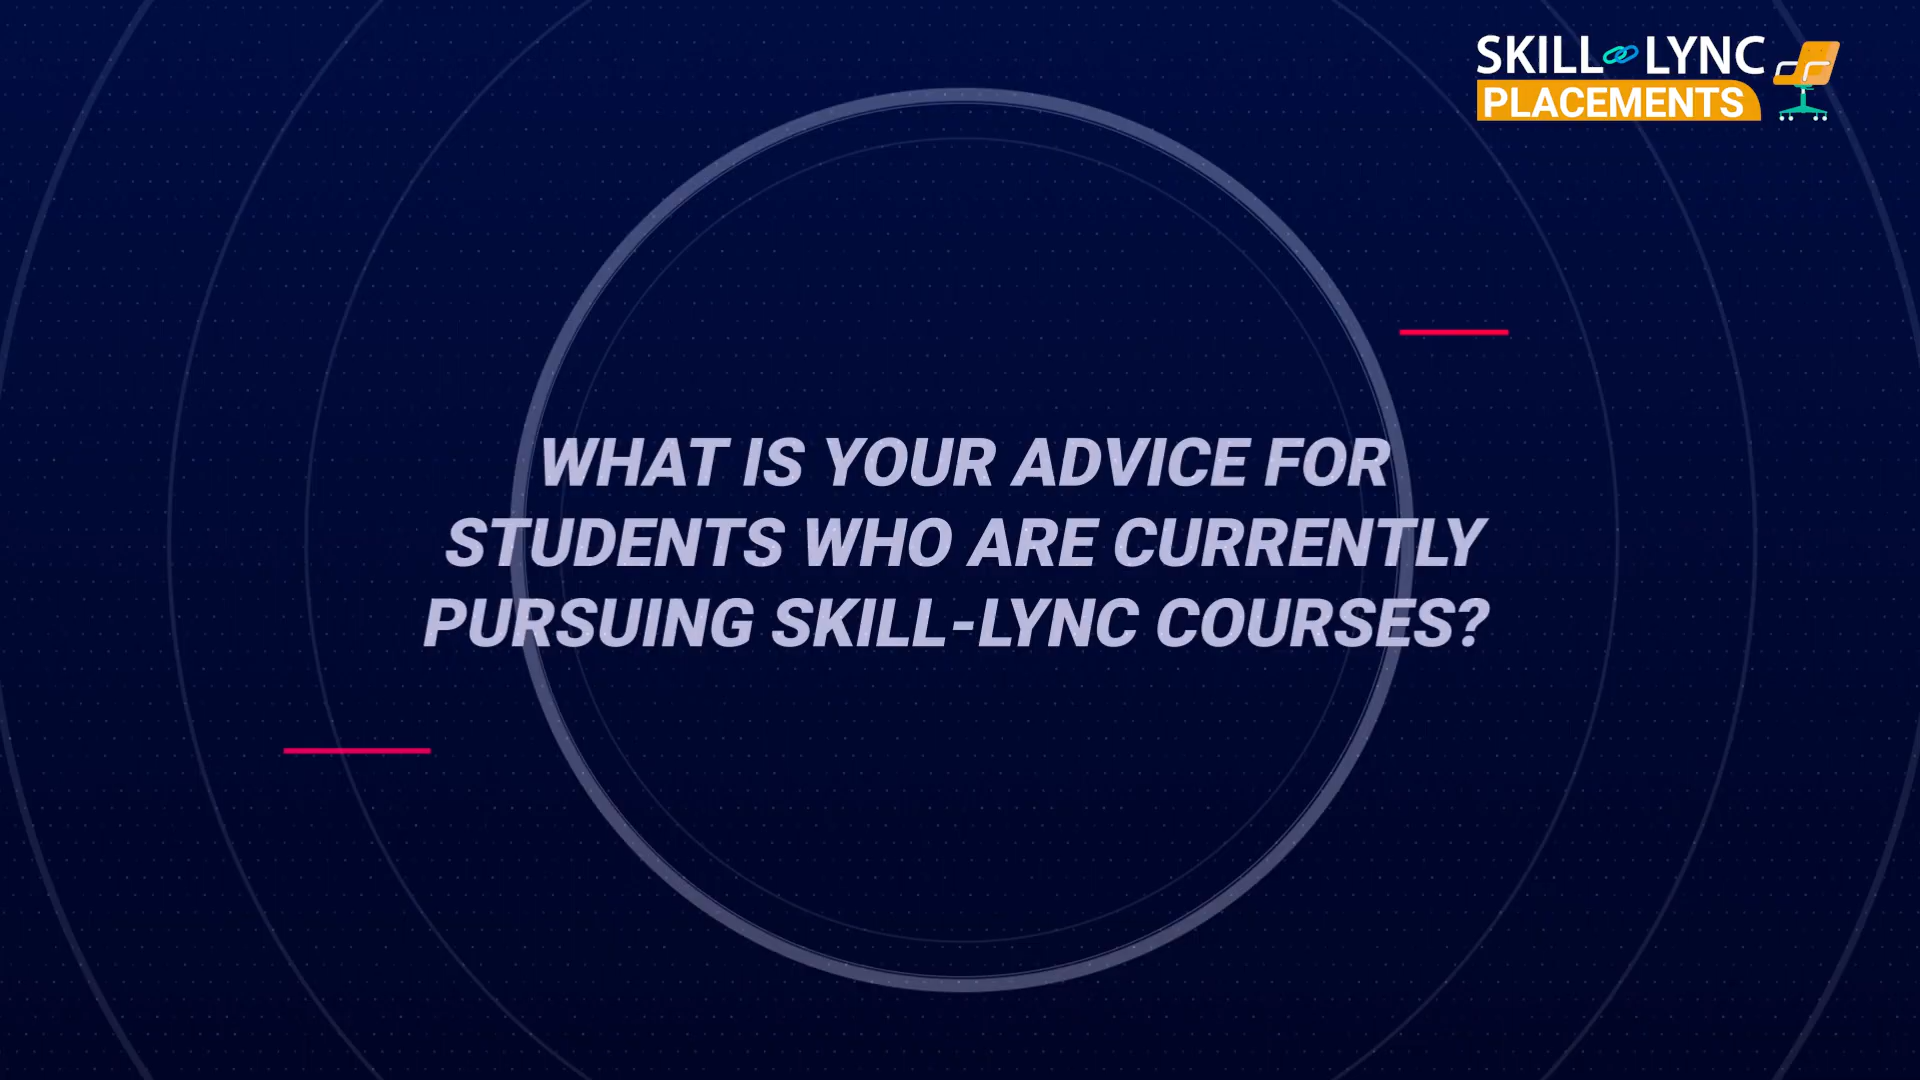 SKILL LYNC
PLACEMENTS
WHAT IS YOUR ADVICE FOR
STUDENTS WHO ARE CURRENTLY
PURSUING SKILL-LYNC COURSES?